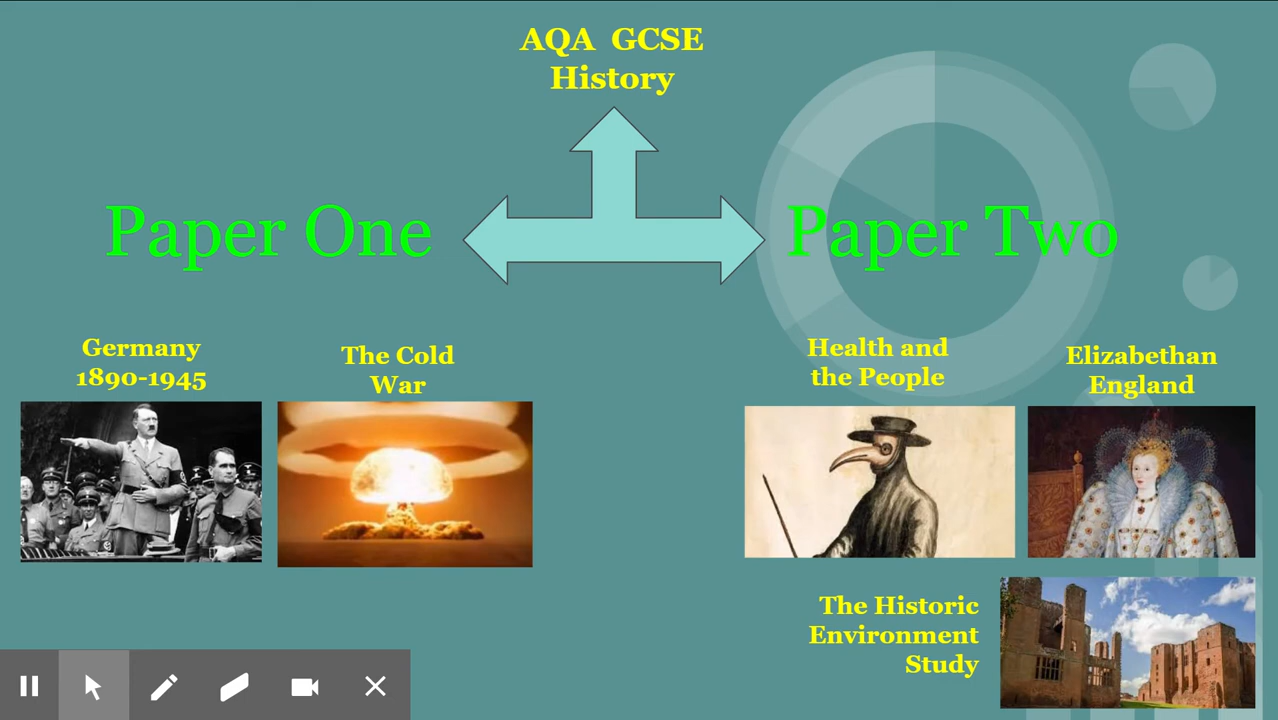 AQA GCSE
History
Paper One
Paper Two
Germany
1890-1945
The Cold
War
Health and
the People
Elizabethan
England
The Historic
Environment
Study